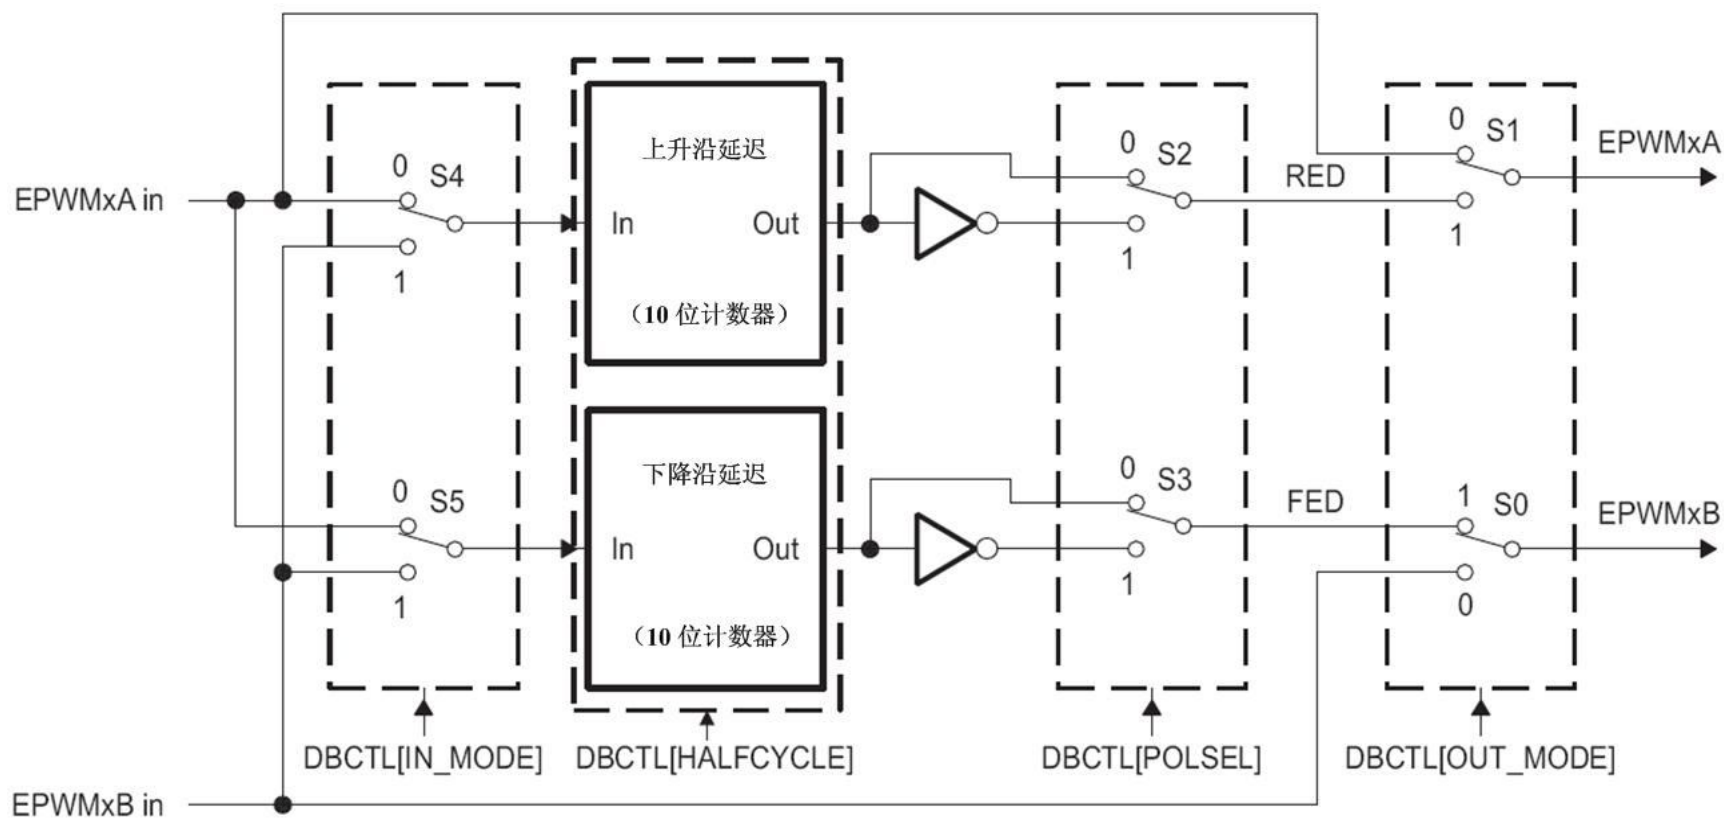 0
S1
EPWMxA
上升沿延迟
0
S2
0
S4
RED
EPWMxA in
In
Out
1
1
1
（10 位计数器）
下降沿延迟
0
S3
0
S5
FED
1
S0
EPWMxB
In
Out
1
1
0
（10 位计数器）
DBCTL[IN_MODE]
DBCTL[HALFCYCLE]
DBCTL[POLSEL]
DBCTL[OUT_MODE]
EPWMxB in